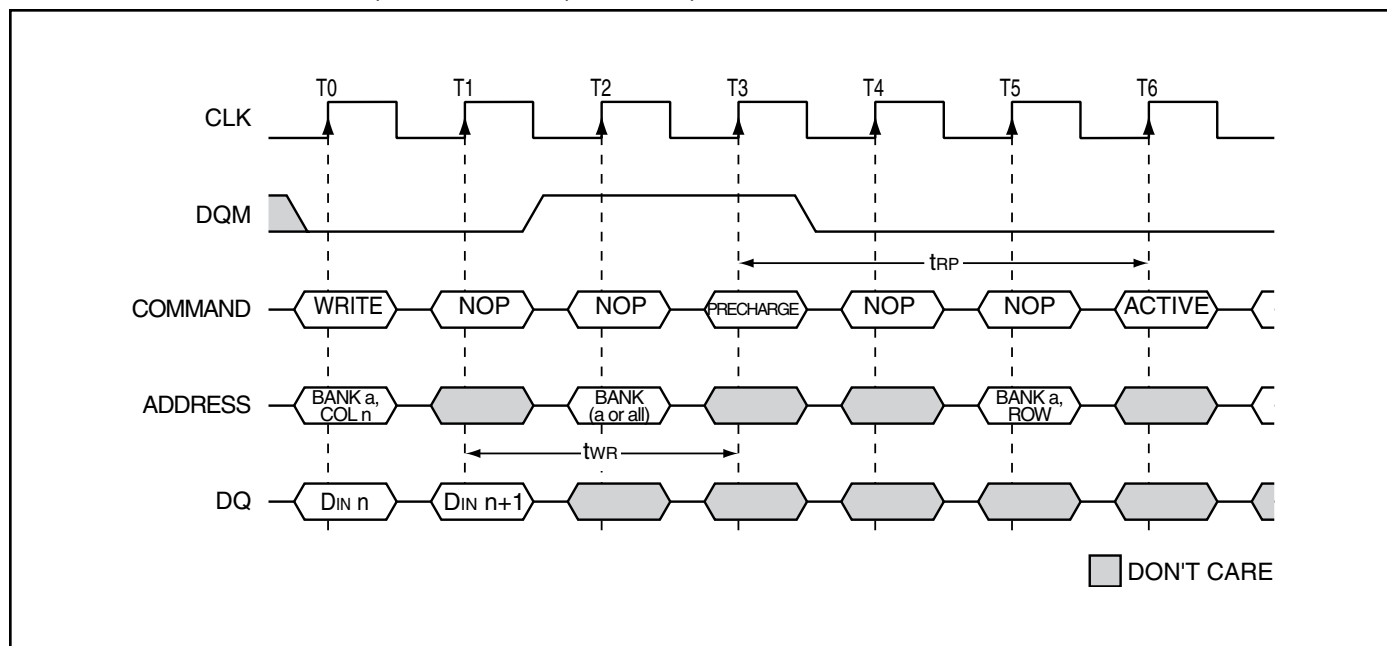 T0 T1 T2 T3 T4 T5 T6
CLK
DQM
tRP
COMMAND WRITE NOP NOP PRECHARGE NOP NOP ACTIVE
ADDRESS BANK a, COL n BANK (a or all) BANK a, ROW
tWR
DQ DIN n DIN n+1
DON'T CARE